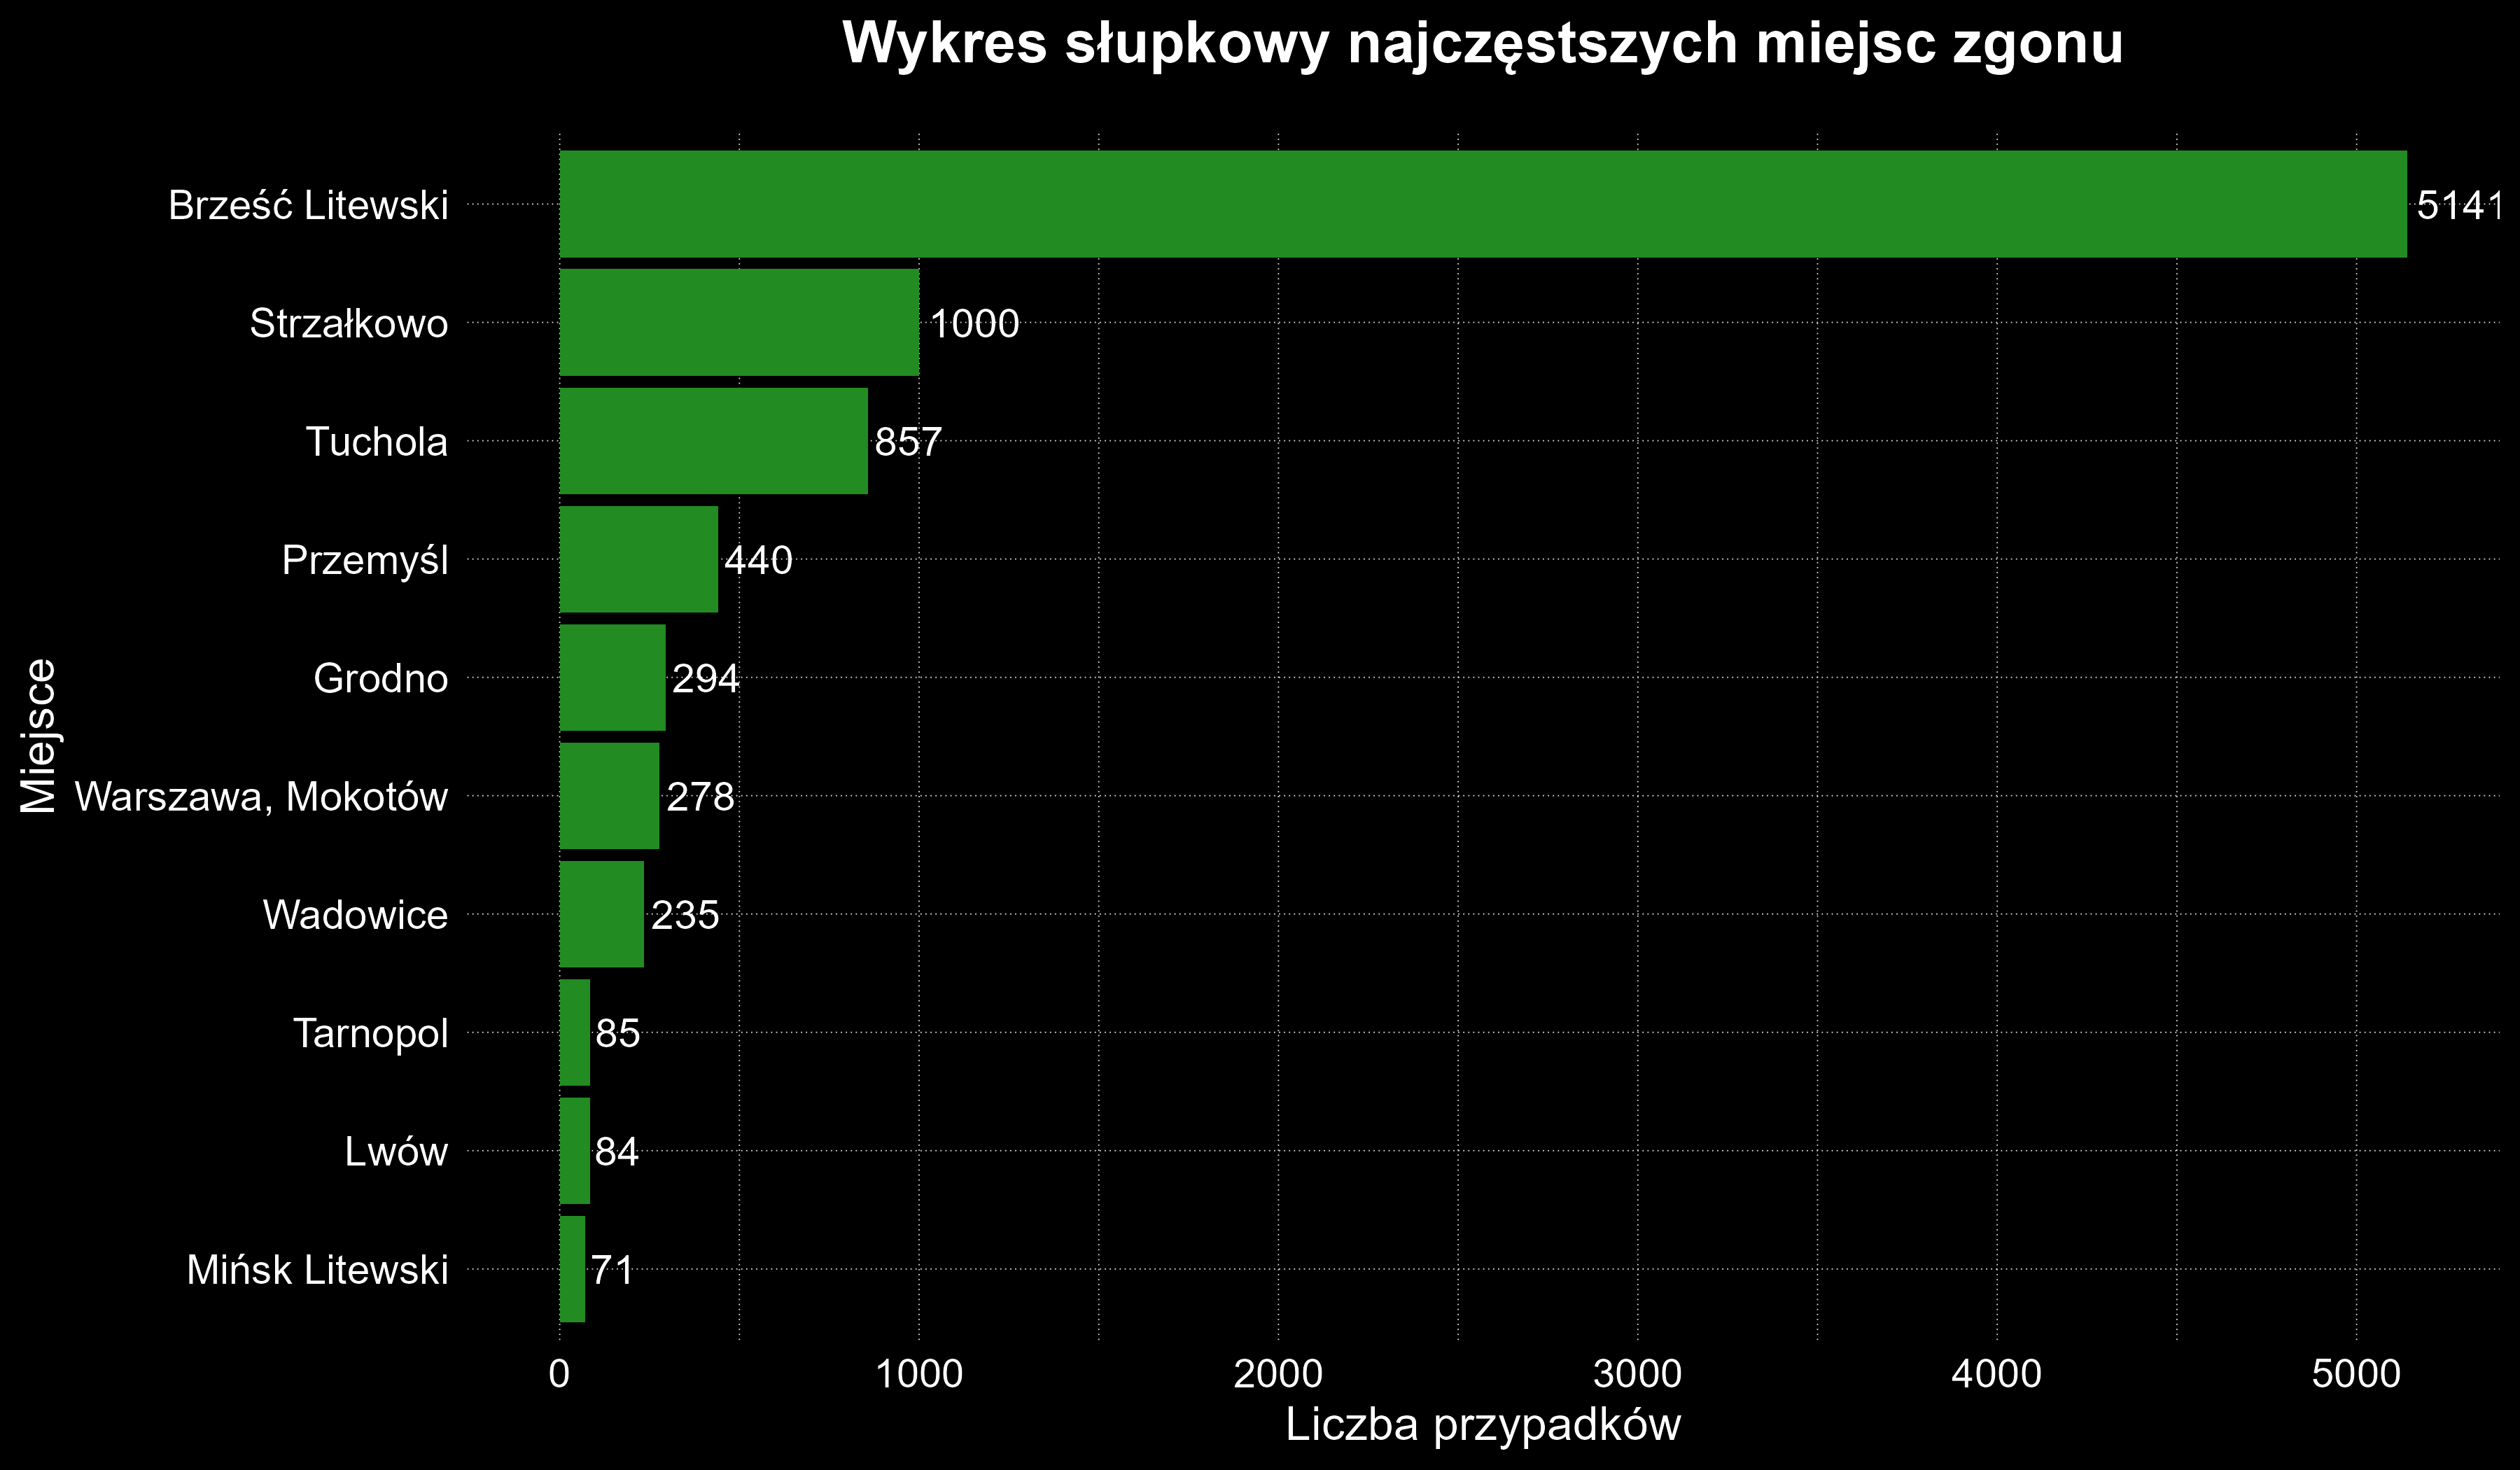 Wykres słupkowy najczęstszych miejsc zgonu
Miejsce
Brześć Litewski 5141
Strzałkowo 1000
Tuchola 857
Przemyśl 440
Grodno 294
Warszawa, Mokotów 278
Wadowice 235
Tarnopol 85
Lwów 84
Mińsk Litewski 71
0 1000 2000 3000 4000 5000
Liczba przypadków